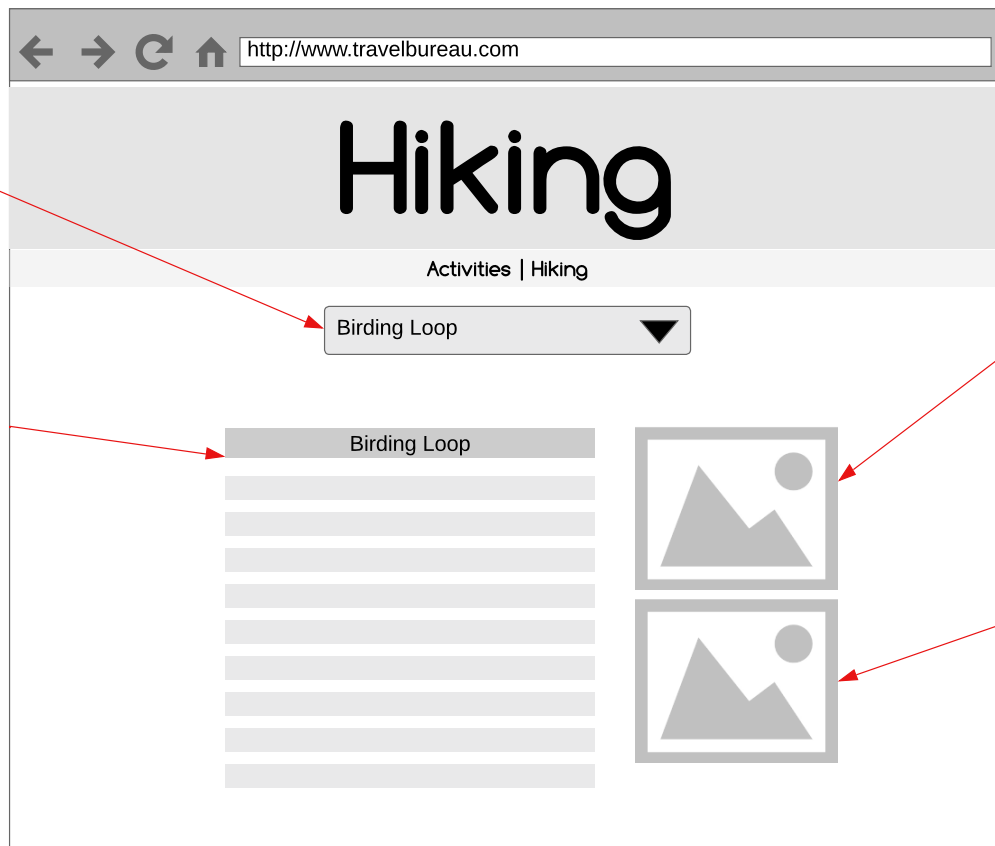 http://www.travelbureau.com
Hiking
Activities | Hiking
Birding Loop
Birding Loop